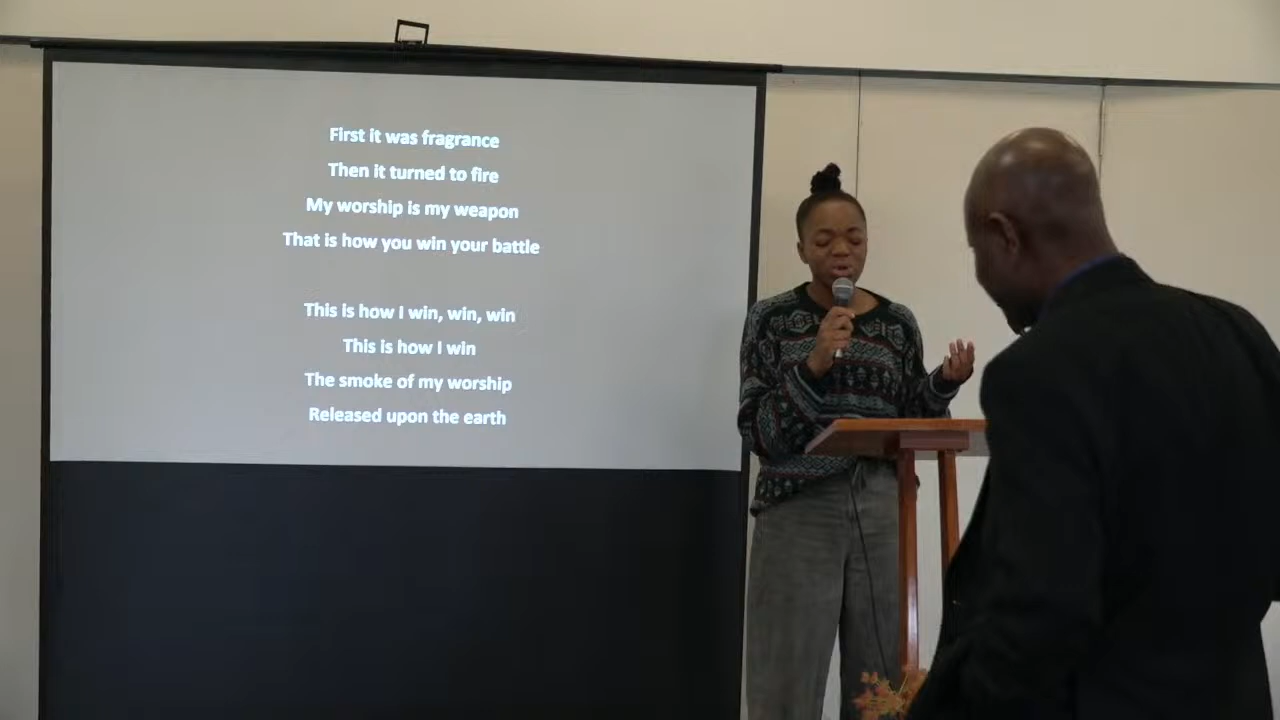 First it was fragrance
Then it turned to fire
My worship is my weapon
That is how you win your battle
This is how I win, win, win
This is how I win
The smoke of my worship
Released upon the earth